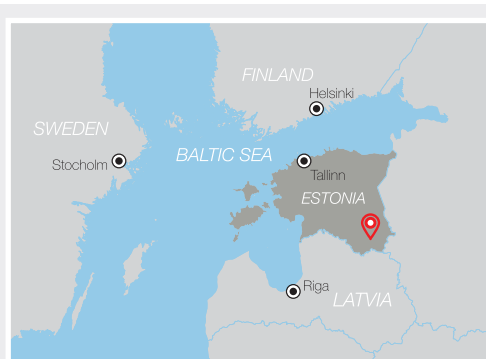 FINLAND
Helsinki
SWEDEN
Stocholm
BALTIC SEA
Tallinn
ESTONIA
Riga
LATVIA